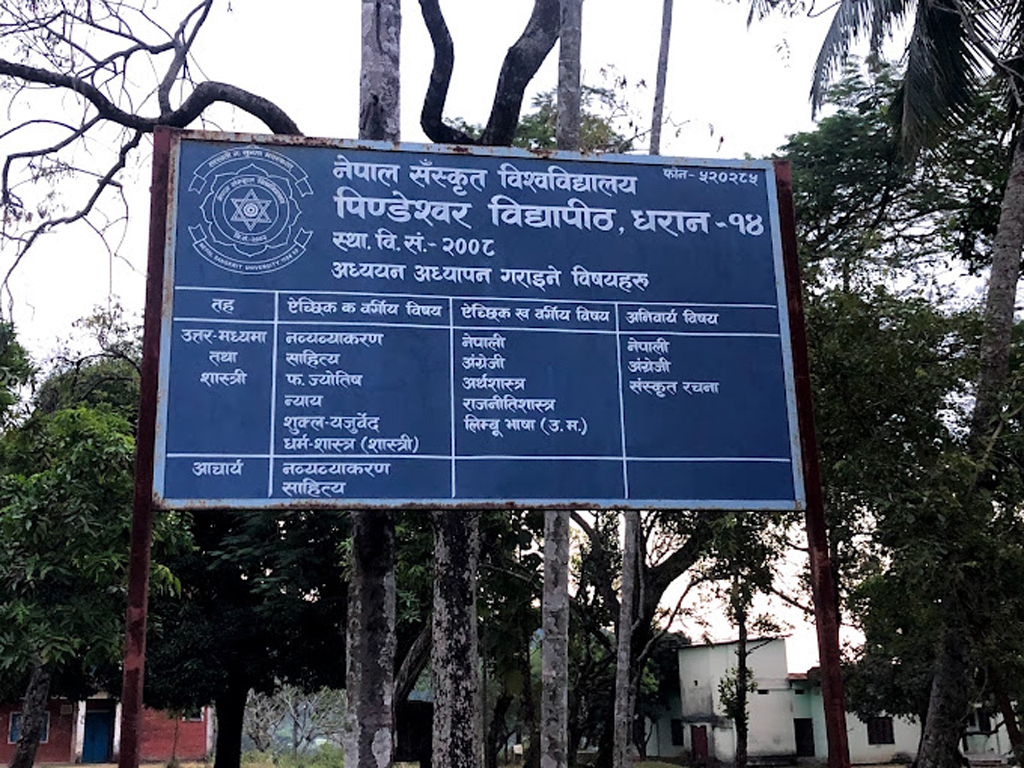 नेपाल सँस्कृत विश्वविद्यालय
फोन-५२०२८५
पिण्डेश्वर विद्यापीठ, धरान-१४
स्था. वि. सं.-२००८
अध्ययन अध्यापन गराइने विषयहरू
तह ऐच्छिक क वर्गीय विषय ऐच्छिक ख वर्गीय विषय अनिवार्य विषय
उत्तर-मध्यमा
तथा
शास्त्री
नव्यव्याकरण
साहित्य
फ. ज्योतिष
न्याय
शुक्ल-यजुर्वेद
धर्म-शास्त्र (शास्त्री)
नेपाली
अंग्रेजी
अर्थशास्त्र
राजनीतिशास्त्र
लिम्बू भाषा (उ. म.)
नेपाली
अंग्रेजी
संस्कृत रचना
आचार्य
नव्यव्याकरण
साहित्य